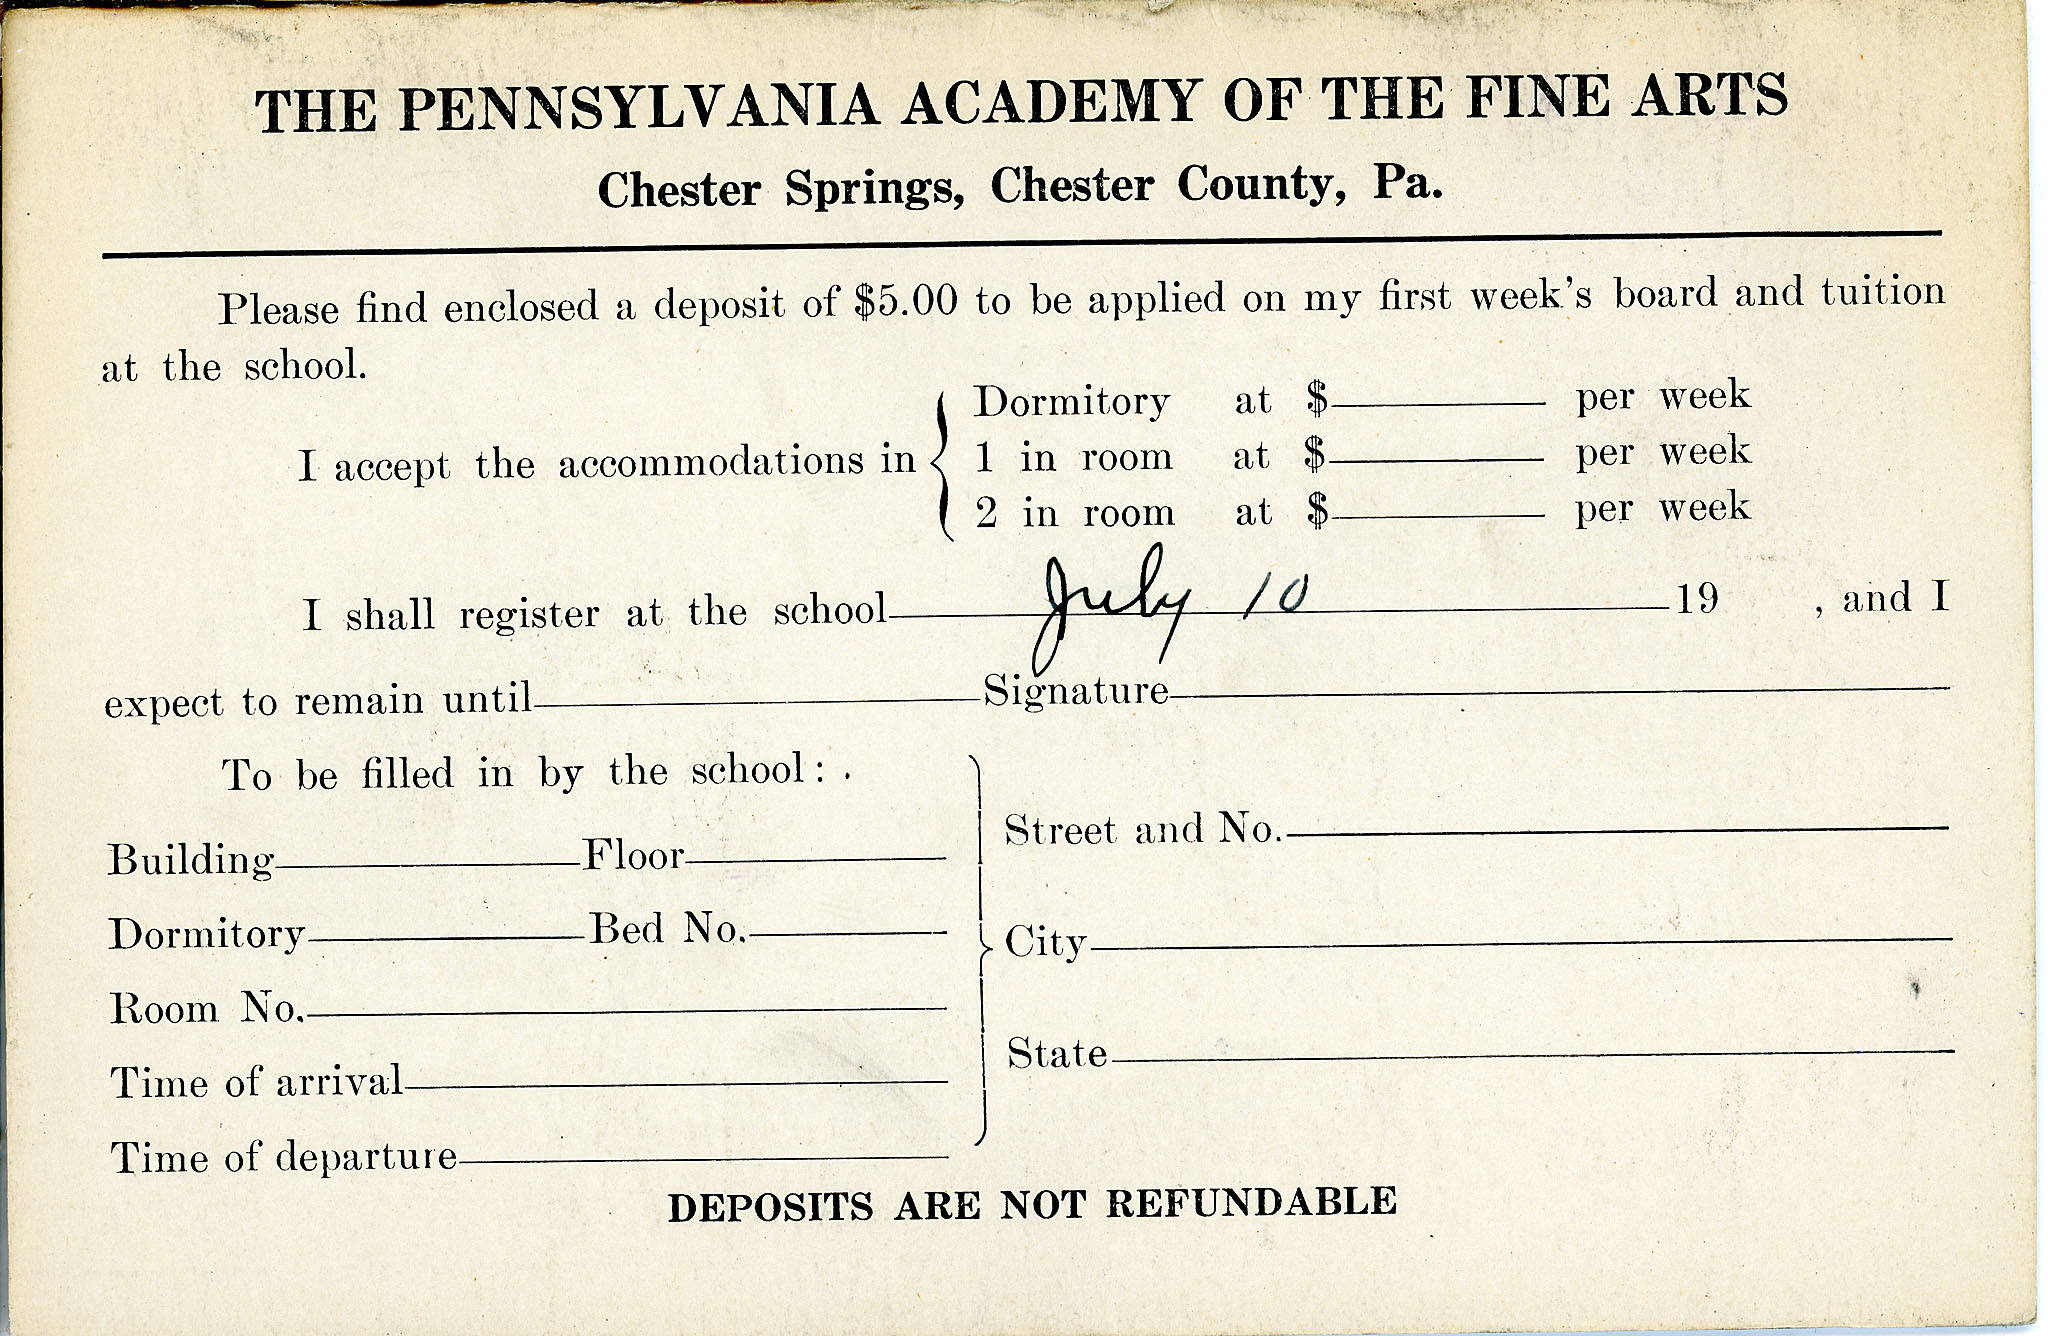 THE PENNSYLVANIA ACADEMY OF THE FINE ARTS
Chester Springs, Chester County, Pa.
Please find enclosed a deposit of $5.00 to be applied on my first week's board and tuition
at the school.
I accept the accommodations in
Dormitory at $ per week
1 in room at $ per week
2 in room at $ per week
I shall register at the school July 10 19 , and I
expect to remain until Signature
To be filled in by the school:
Building Floor
Dormitory Bed No.
Room No.
Time of arrival
Time of departure
Street and No.
City
State
DEPOSITS ARE NOT REFUNDABLE